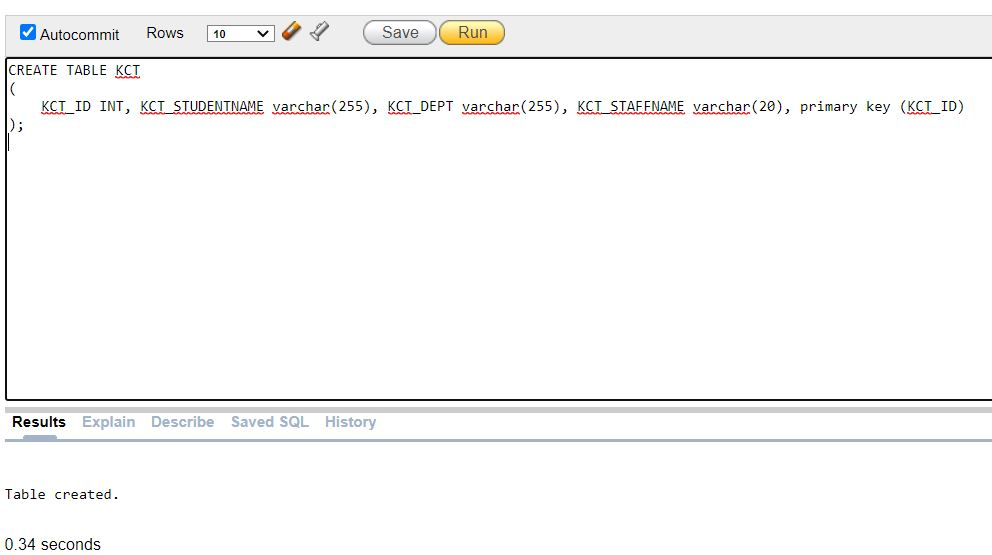 Autocommit Rows 10 Save Run
CREATE TABLE KCT
(
KCT_ID INT, KCT_STUDENTNAME varchar(255), KCT_DEPT varchar(255), KCT_STAFFNAME varchar(20), primary key (KCT_ID)
);
Results Explain Describe Saved SQL History
Table created.
0.34 seconds